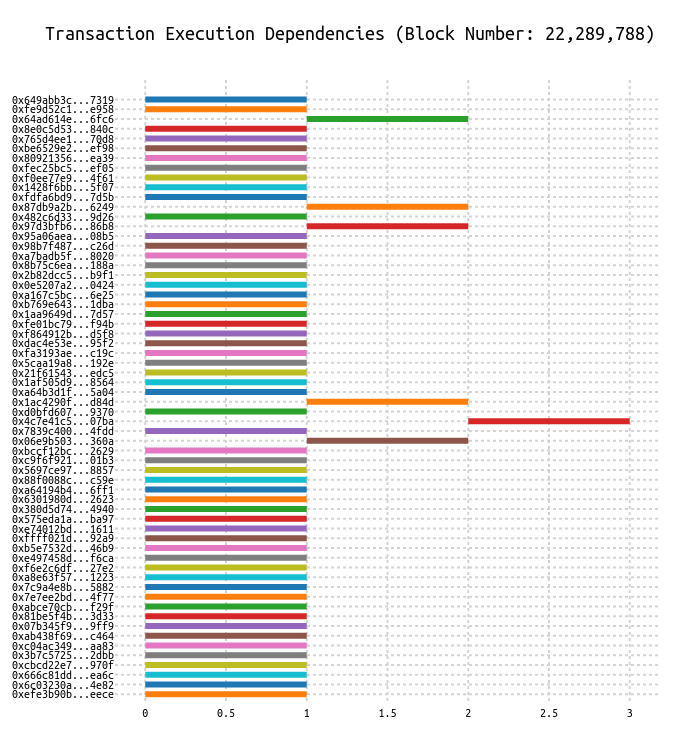 Transaction Execution Dependencies (Block Number: 22,289,788)
0x649abb3c...7319
0xfe9d52c1...e958
0x64ad614e...6fc6
0x8e0c5d53...840c
0x765d4ee1...70d8
0xbe6529e2...ef98
0x80921356...ea39
0xfec25bc5...ef05
0xf0ee77e9...4f61
0x1428f6bb...5f07
0xfdfa6bd9...7d5b
0x87db9a2b...6249
0x482c6d33...9d26
0x97d3bfb6...86b8
0x95a06aea...08b5
0x98b7f487...c26d
0xa7badb5f...8020
0x8b75c6ea...188a
0x2b82dcc5...b9f1
0x0e5207a2...0424
0xa167c5bc...6e25
0xb769e643...1dba
0x1aa9649d...7d57
0xfe01bc79...f94b
0xf864912b...d5f8
0xdac4e53e...95f2
0xfa3193ae...c19c
0x5caa19a8...192e
0x21f61543...edc5
0x1af505d9...8564
0xa64b3d1f...5a04
0x1ac4290f...d84d
0xd0bfd607...9370
0x4c7e41c5...07ba
0x7839c400...4fdd
0x06e9b503...360a
0xbccf12bc...2629
0xc9f6f921...01b3
0x5697ce97...8857
0x88f0088c...c59e
0xa64194b4...6ff1
0x6301980d...2623
0x380d5d74...4940
0x575eda1a...ba97
0xe74012bd...1611
0xffff021d...92a9
0xb5e7532d...46b9
0xe497458d...f6ca
0xf6e2c6df...27e2
0xa8e63f57...1223
0x7c9a4e8b...5882
0x7e7ee2bd...4f77
0xabce70cb...f29f
0x81be5f4b...3d33
0x07b345f9...9ff9
0xab438f69...c464
0xc04ac349...aa83
0x3b7c5725...2dbb
0xcbcd22e7...970f
0x666c81dd...ea6c
0x6c03230a...4e82
0xefe3b90b...eece
0 0.5 1 1.5 2 2.5 3